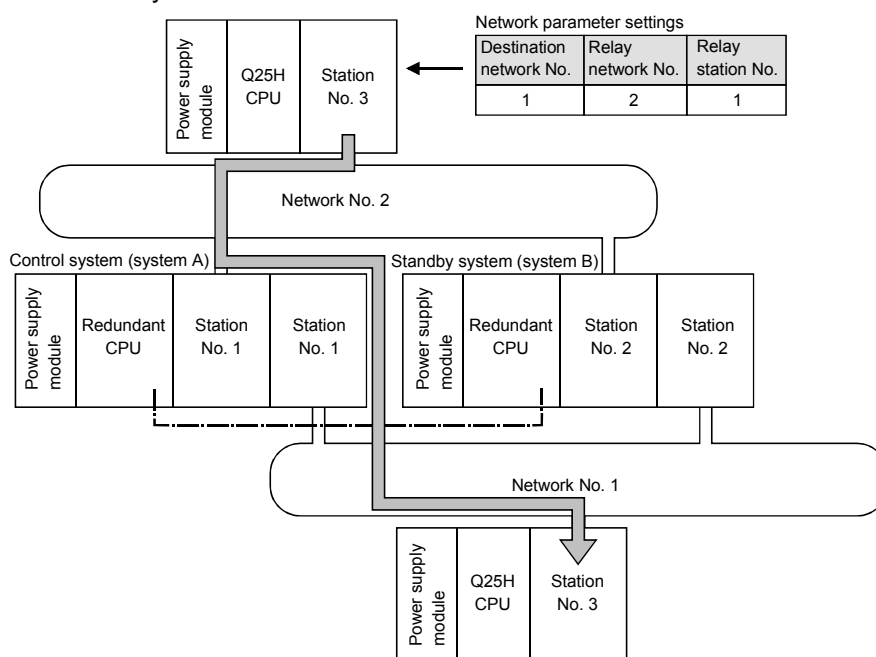 Network parameter settings
Destination network No.
Relay network No.
Relay station No.
1
2
1
Power supply module
Q25H CPU
Station No. 3
Network No. 2
Control system (system A)
Standby system (system B)
Power supply module
Redundant CPU
Station No. 1
Station No. 1
Power supply module
Redundant CPU
Station No. 2
Station No. 2
Network No. 1
Power supply module
Q25H CPU
Station No. 3